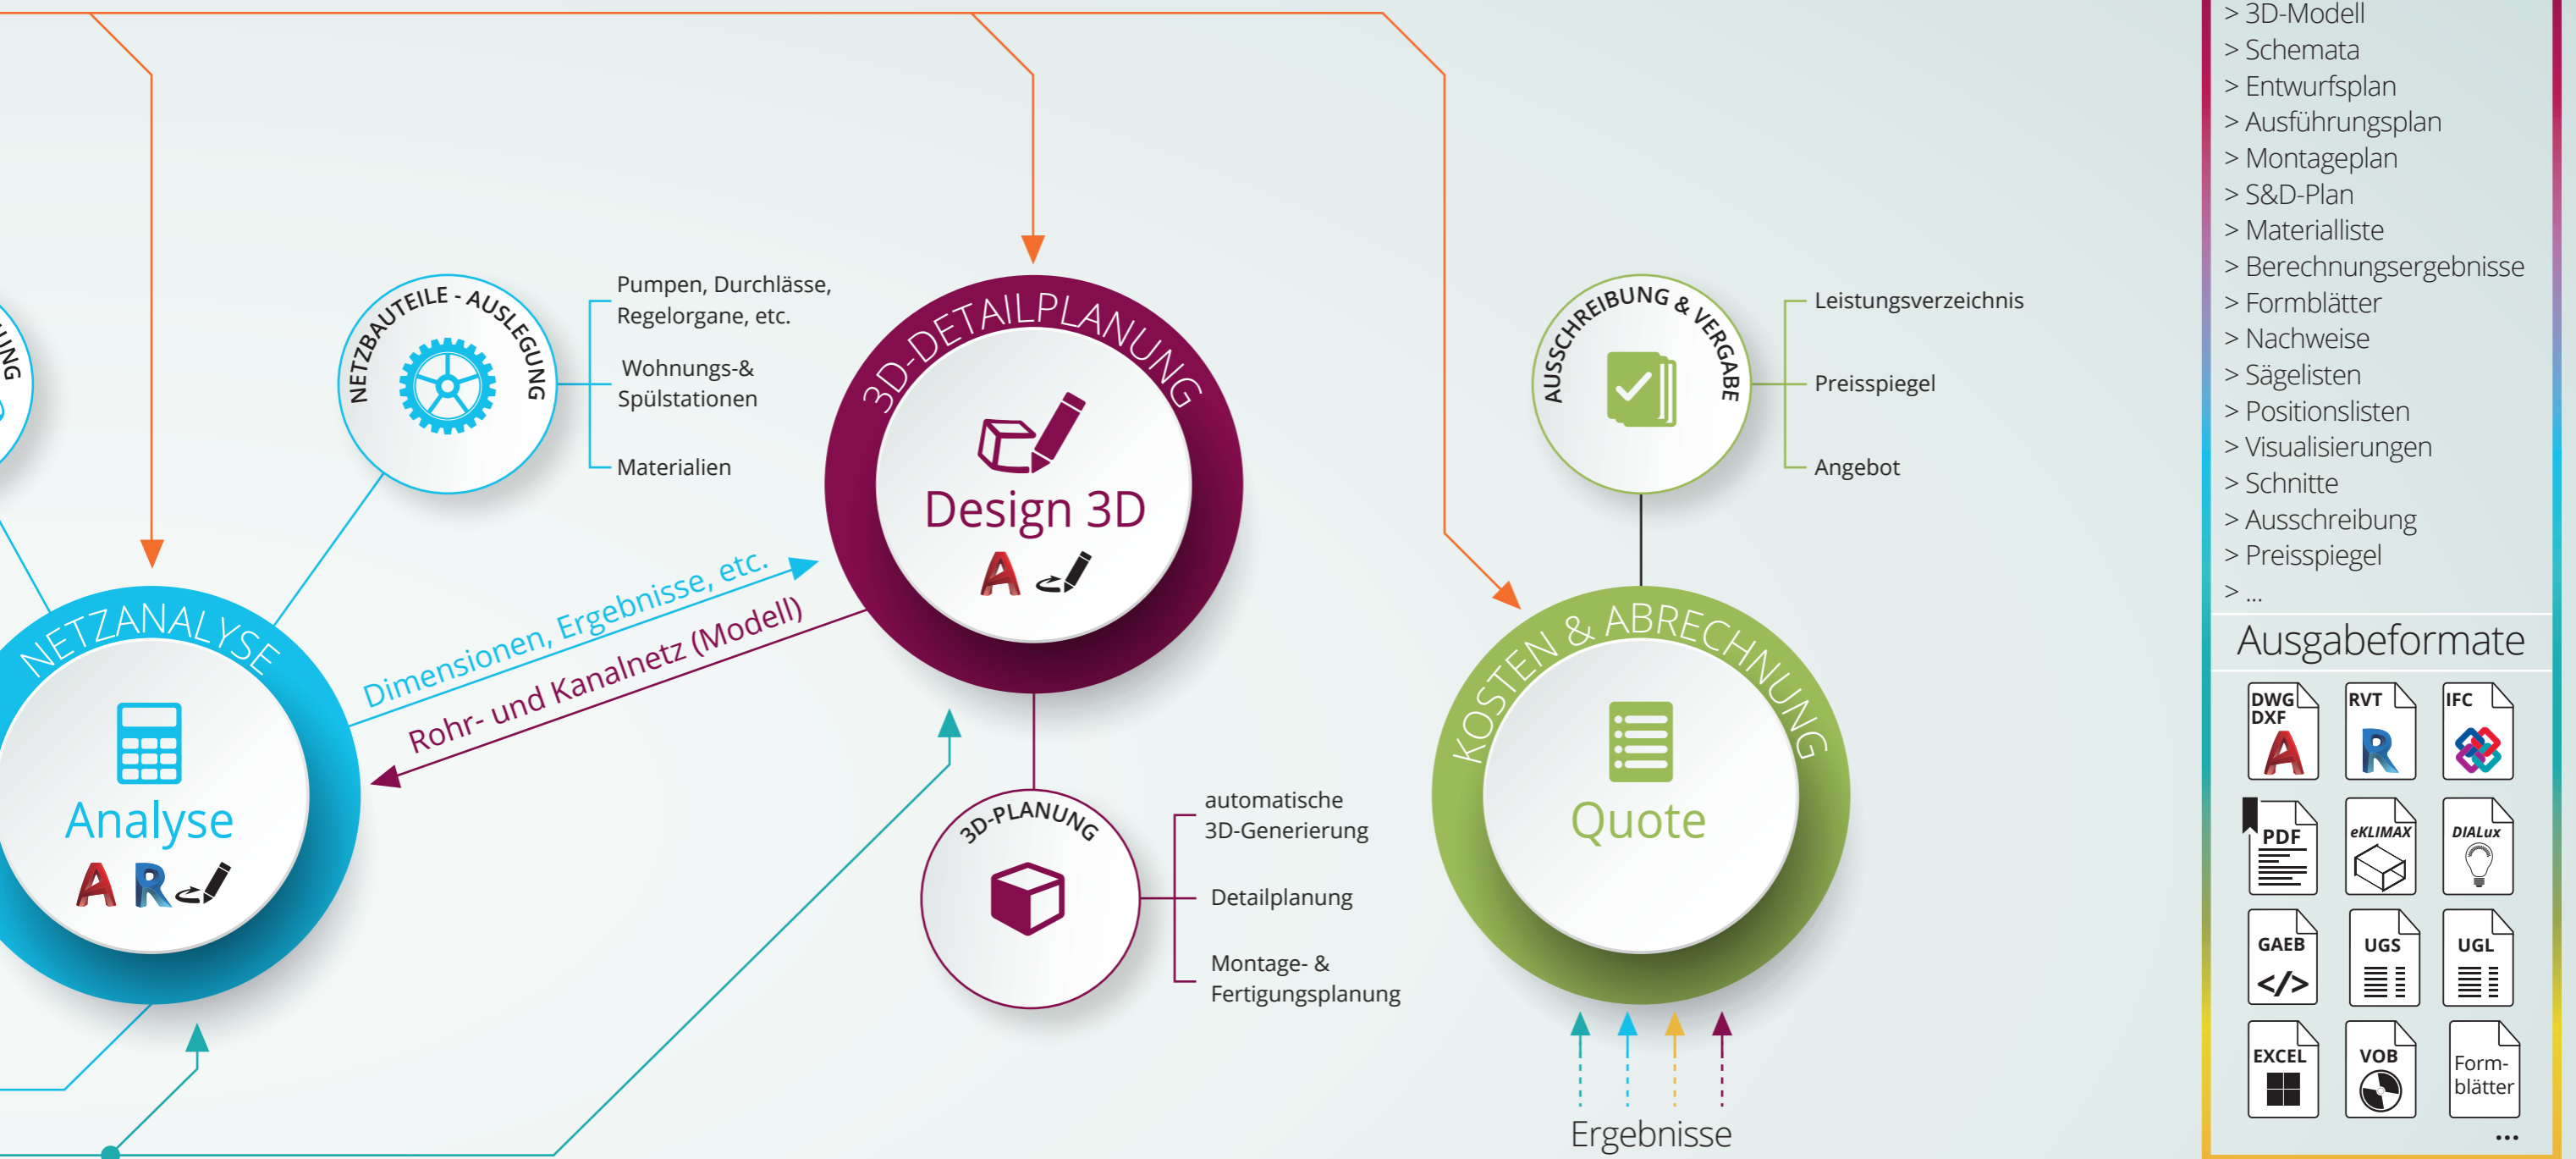 UNG
NETZANALYSE
Analyse
NETZBAUTEILE - AUSLEGUNG
Pumpen, Durchlässe,
Regelorgane, etc.
Wohnungs-&
Spülstationen
Materialien
Dimensionen, Ergebnisse, etc.
Rohr- und Kanalnetz (Modell)
3D-DETAILPLANUNG
Design 3D
3D-PLANUNG
automatische
3D-Generierung
Detailplanung
Montage- &
Fertigungsplanung
AUSSCHREIBUNG & VERGABE
Leistungsverzeichnis
Preisspiegel
Angebot
KOSTEN & ABRECHNUNG
Quote
Ergebnisse
> 3D-Modell
> Schemata
> Entwurfsplan
> Ausführungsplan
> Montageplan
> S&D-Plan
> Materialliste
> Berechnungsergebnisse
> Formblätter
> Nachweise
> Sägelisten
> Positionslisten
> Visualisierungen
> Schnitte
> Ausschreibung
> Preisspiegel
> ...
Ausgabeformate
DWG
DXF
RVT
IFC
PDF
eKLIMAX
DIALux
GAEB
</>
UGS
UGL
EXCEL
VOB
Form-
blätter
...